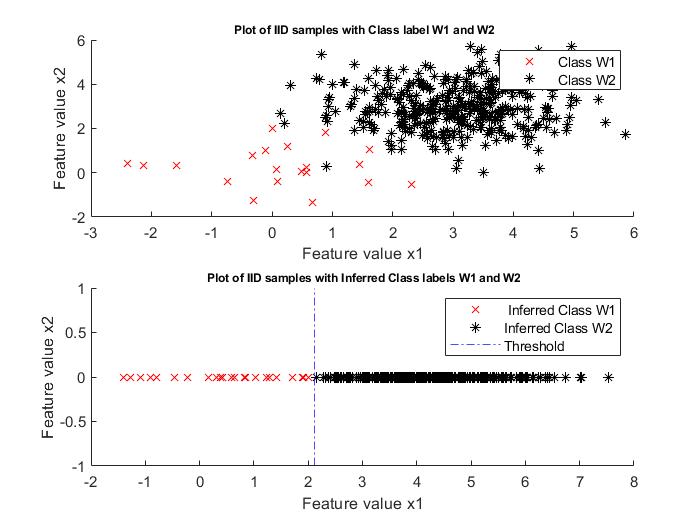 Plot of IID samples with Class label W1 and W2
6
4
2
0
-2
Feature value x2
Class W1
Class W2
-3 -2 -1 0 1 2 3 4 5 6
Feature value x1
Plot of IID samples with Inferred Class labels W1 and W2
1
0.5
0
-0.5
-1
Feature value x2
Inferred Class W1
Inferred Class W2
Threshold
-2 -1 0 1 2 3 4 5 6 7 8
Feature value x1